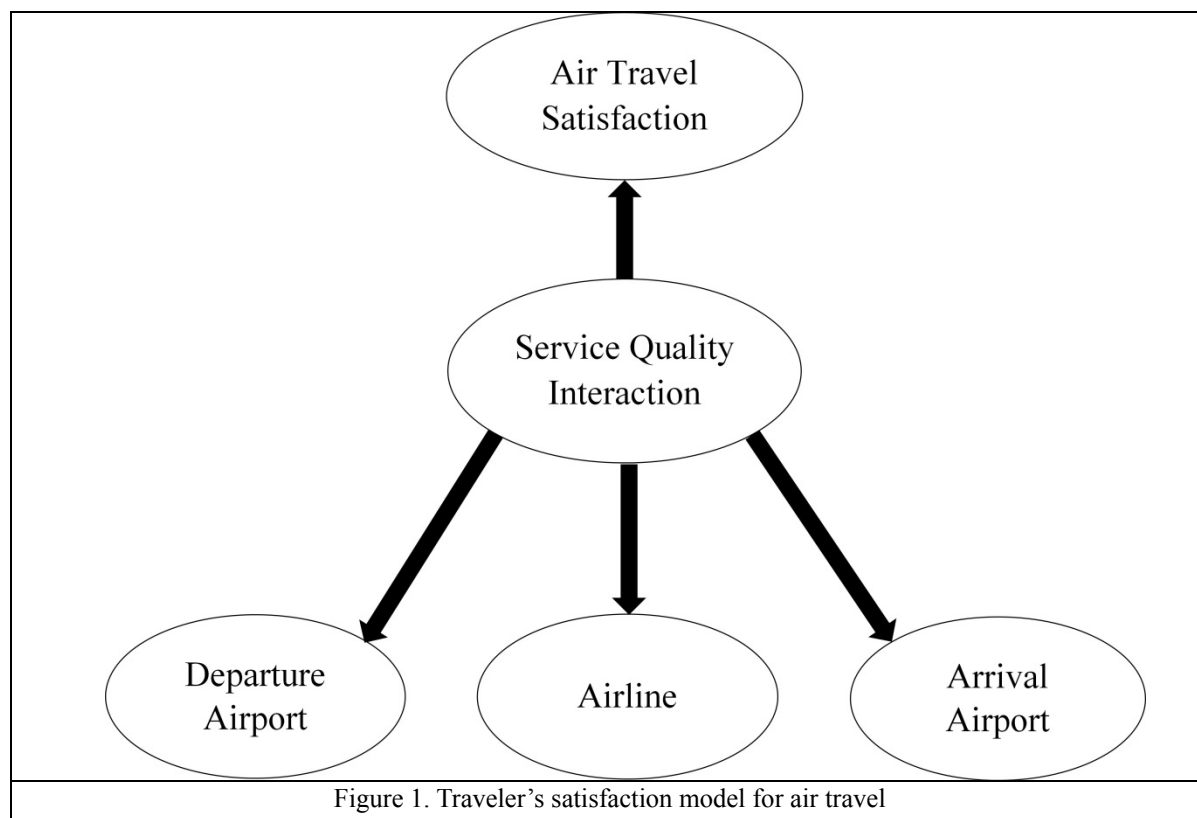 Air Travel
Satisfaction
Service Quality
Interaction
Departure
Airport
Airline
Arrival
Airport
Figure 1. Traveler’s satisfaction model for air travel